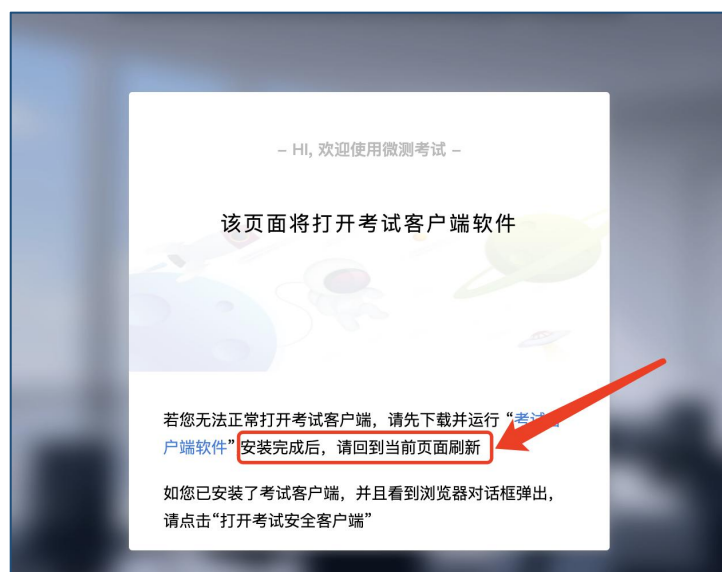 – HI, 欢迎使用微测考试 –
该页面将打开考试客户端软件
若您无法正常打开考试客户端，请先下载并运行 “考试客
户端软件” 安装完成后，请回到当前页面刷新
如您已安装了考试客户端，并且看到浏览器对话框弹出，
请点击“打开考试安全客户端”